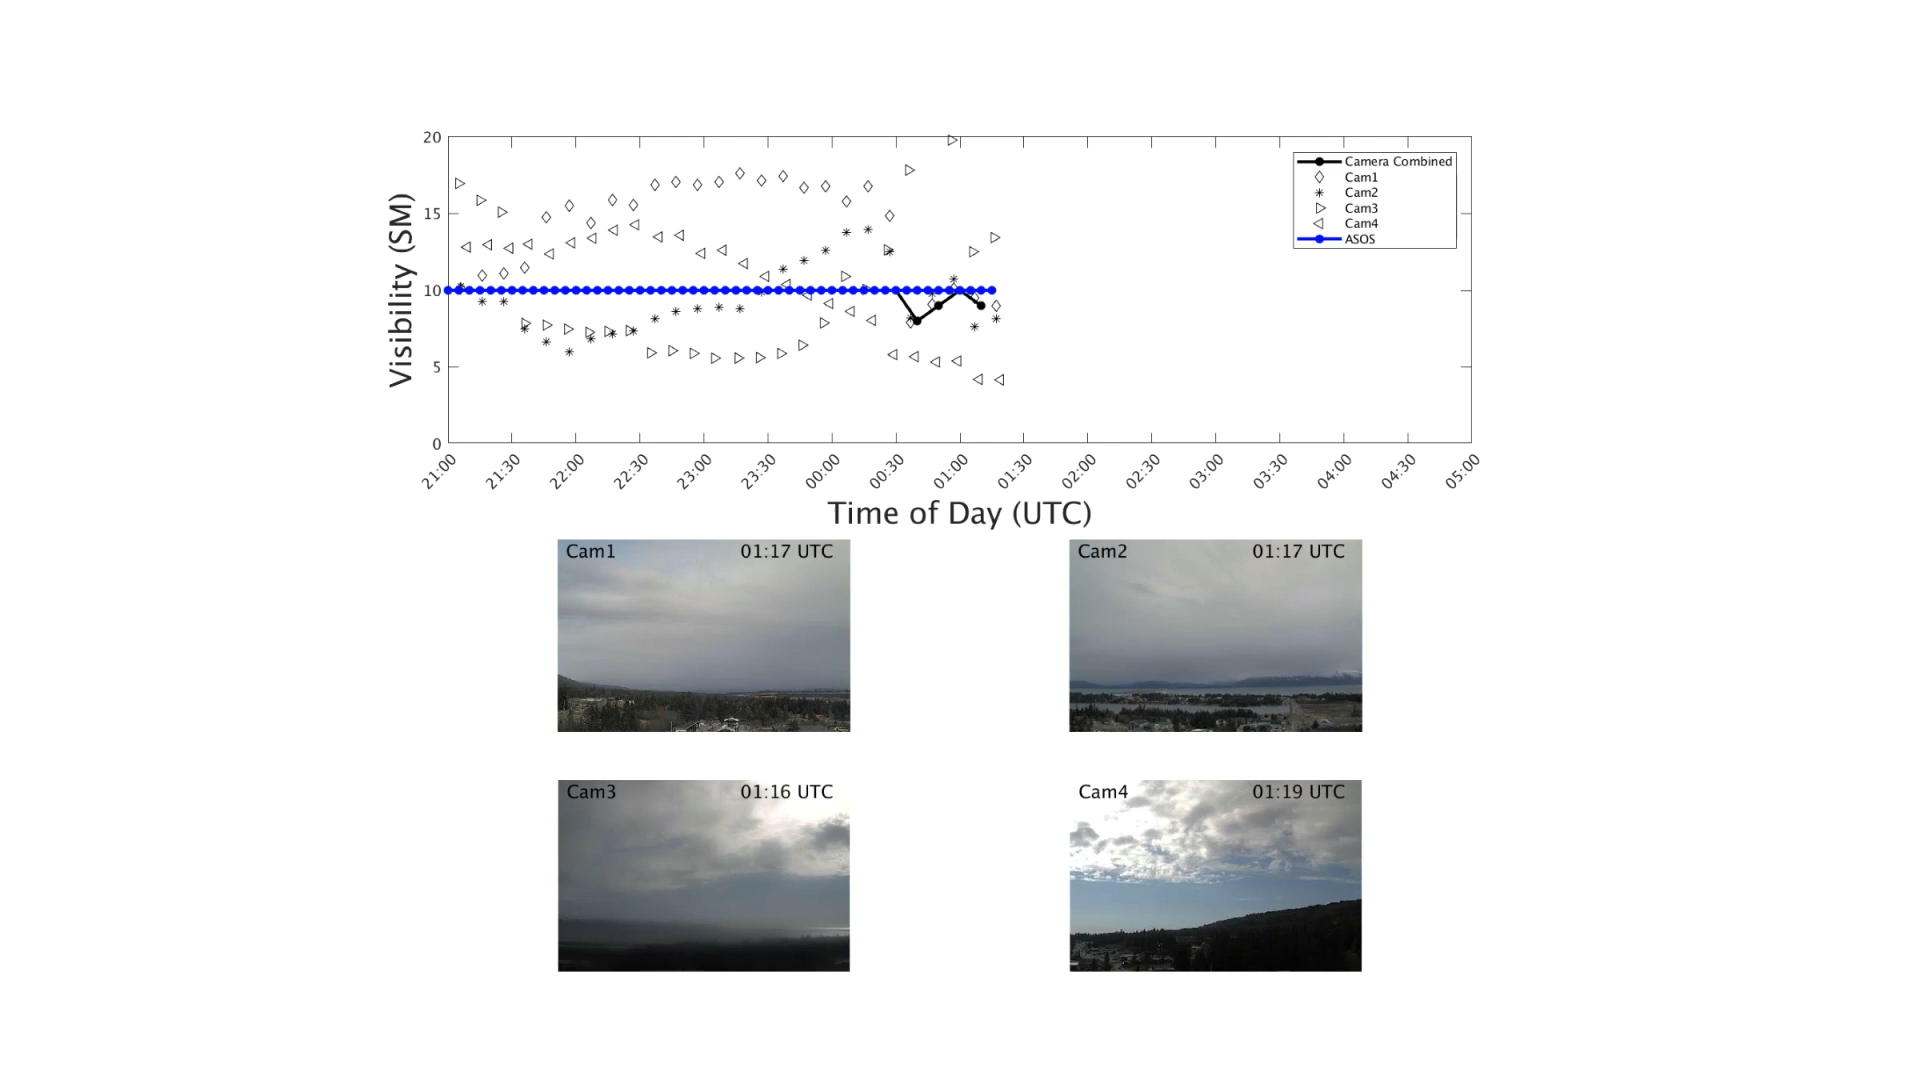 Visibility (SM)
20
15
10
5
0
Camera Combined
Cam1
Cam2
Cam3
Cam4
ASOS
21:00 21:30 22:00 22:30 23:00 23:30 00:00 00:30 01:00 01:30 02:00 02:30 03:00 03:30 04:00 04:30 05:00
Time of Day (UTC)
Cam1 01:17 UTC
Cam2 01:17 UTC
Cam3 01:16 UTC
Cam4 01:19 UTC